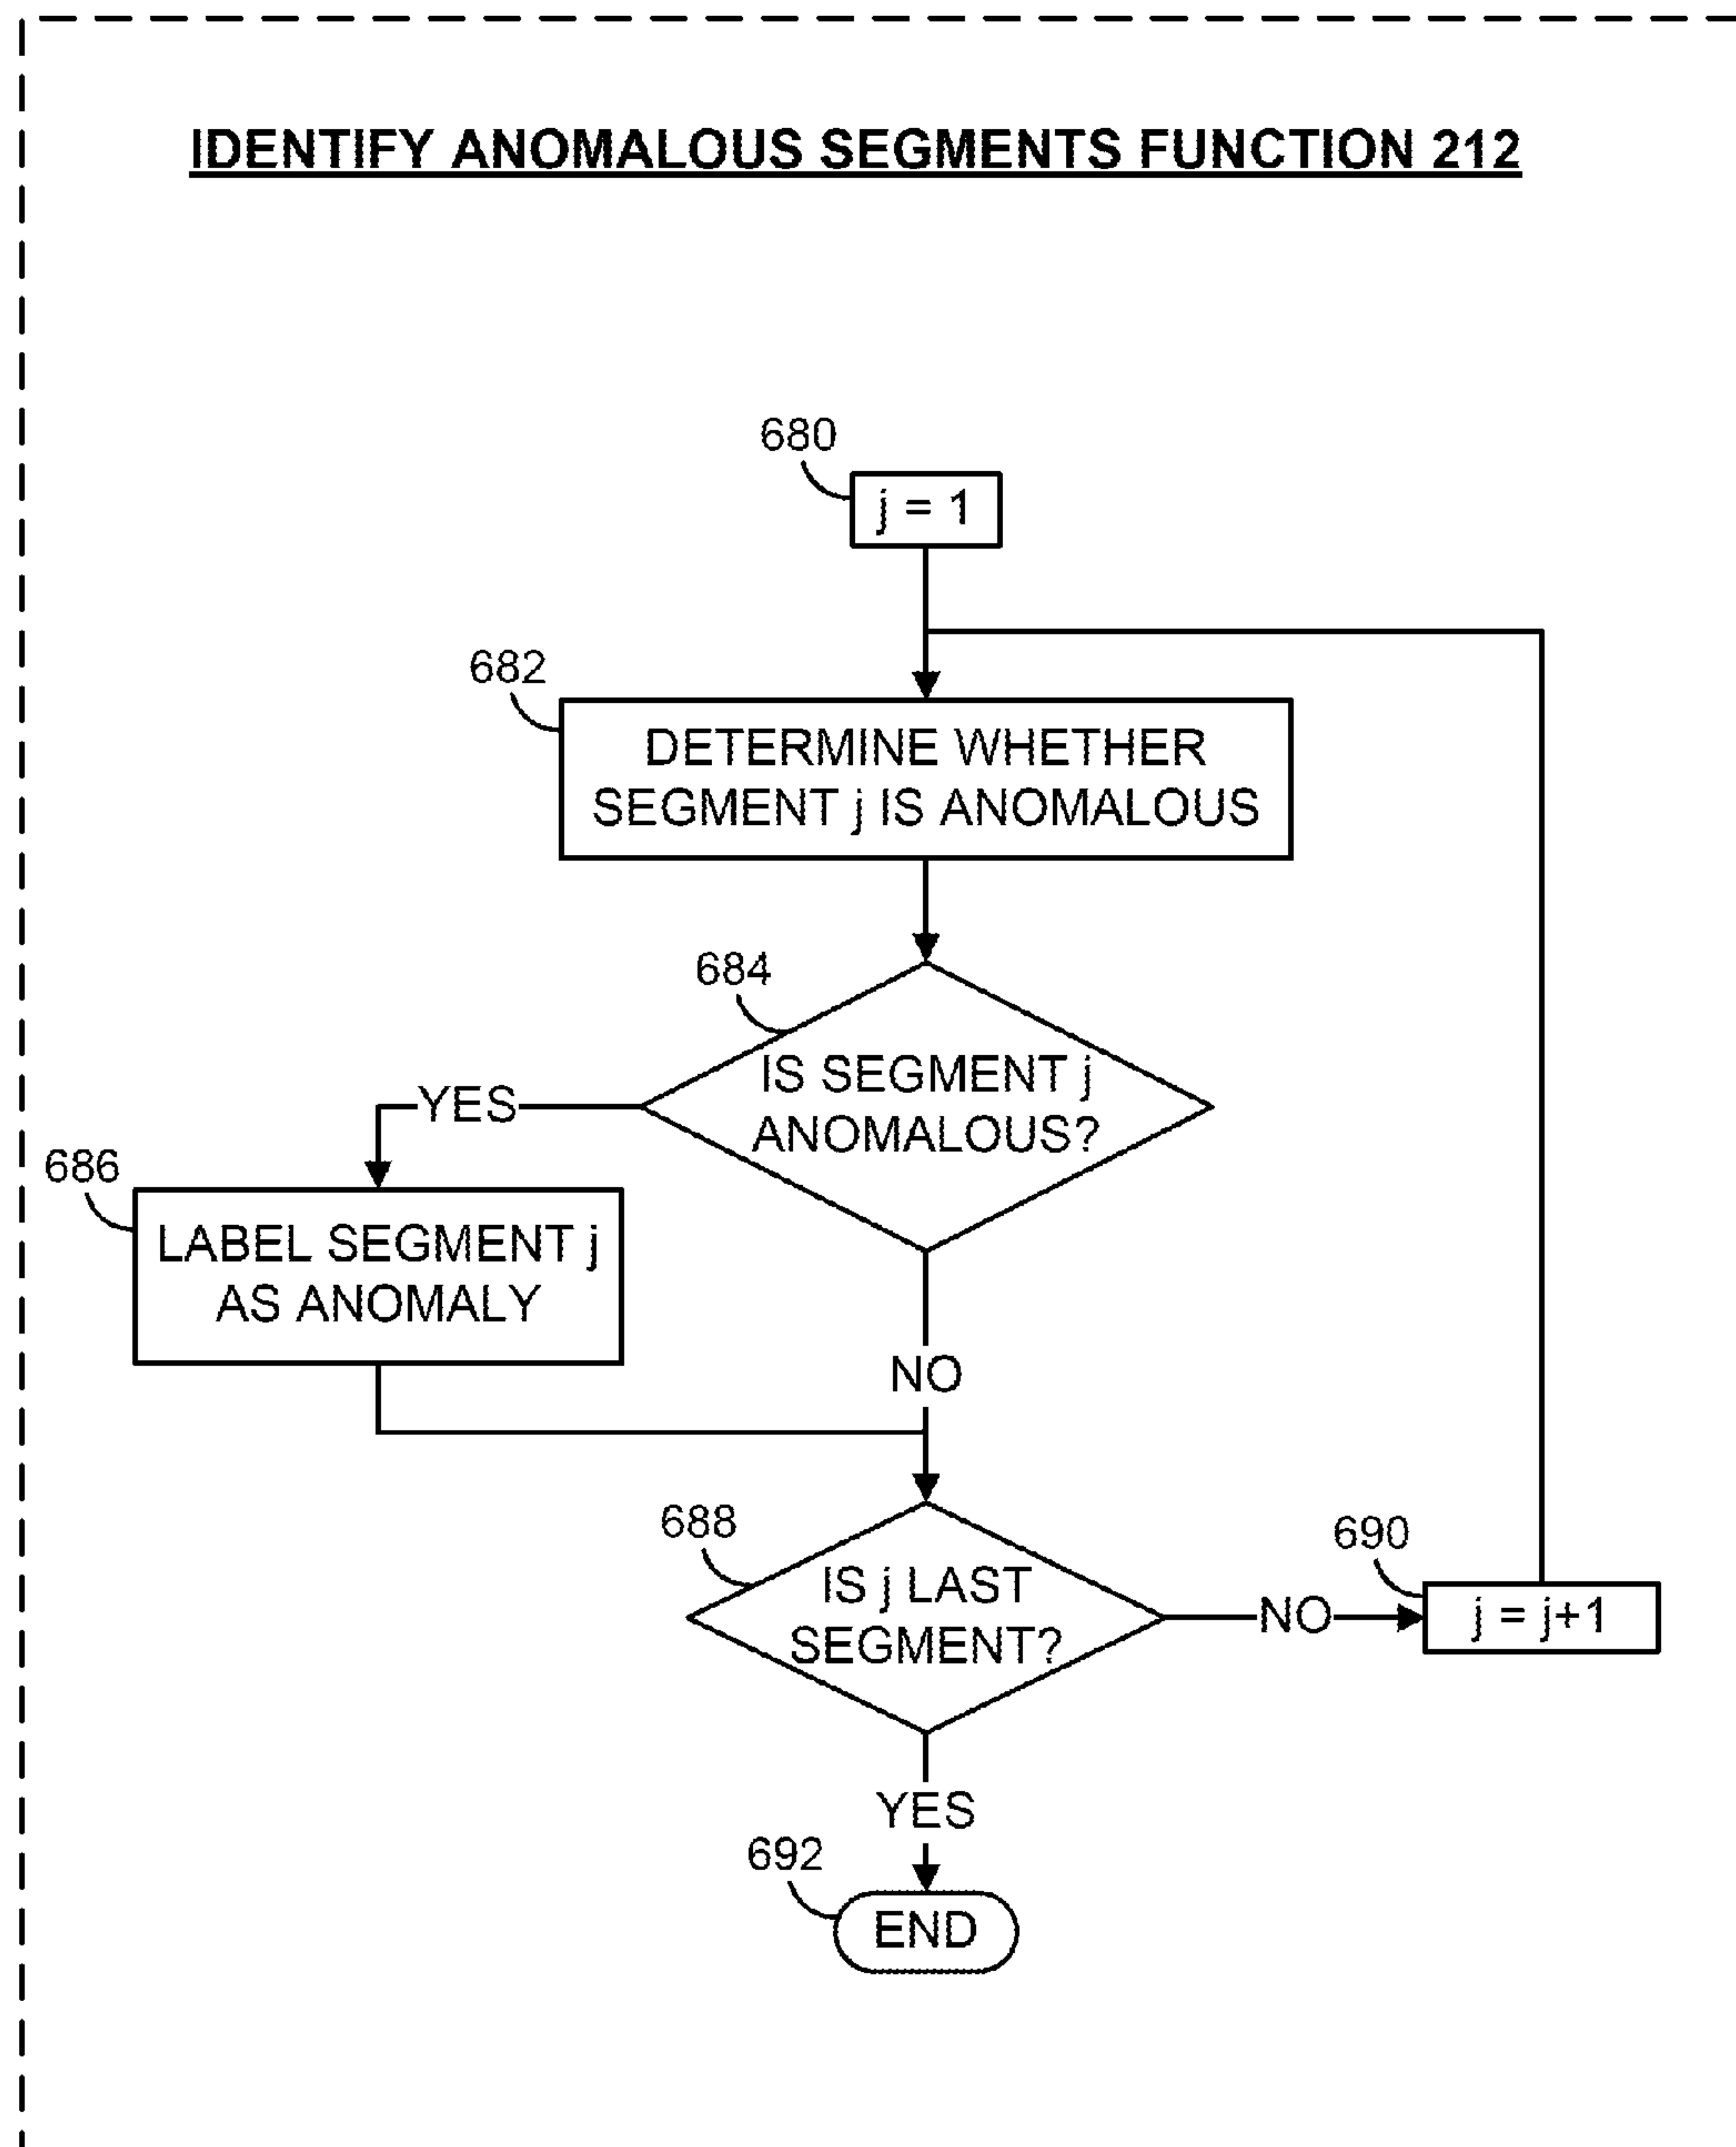 IDENTIFY ANOMALOUS SEGMENTS FUNCTION 212
680
j = 1
682
DETERMINE WHETHER
SEGMENT j IS ANOMALOUS
684
IS SEGMENT j
ANOMALOUS?
YES
686
LABEL SEGMENT j
AS ANOMALY
NO
688
IS j LAST
SEGMENT?
NO
690
j = j+1
YES
692
END